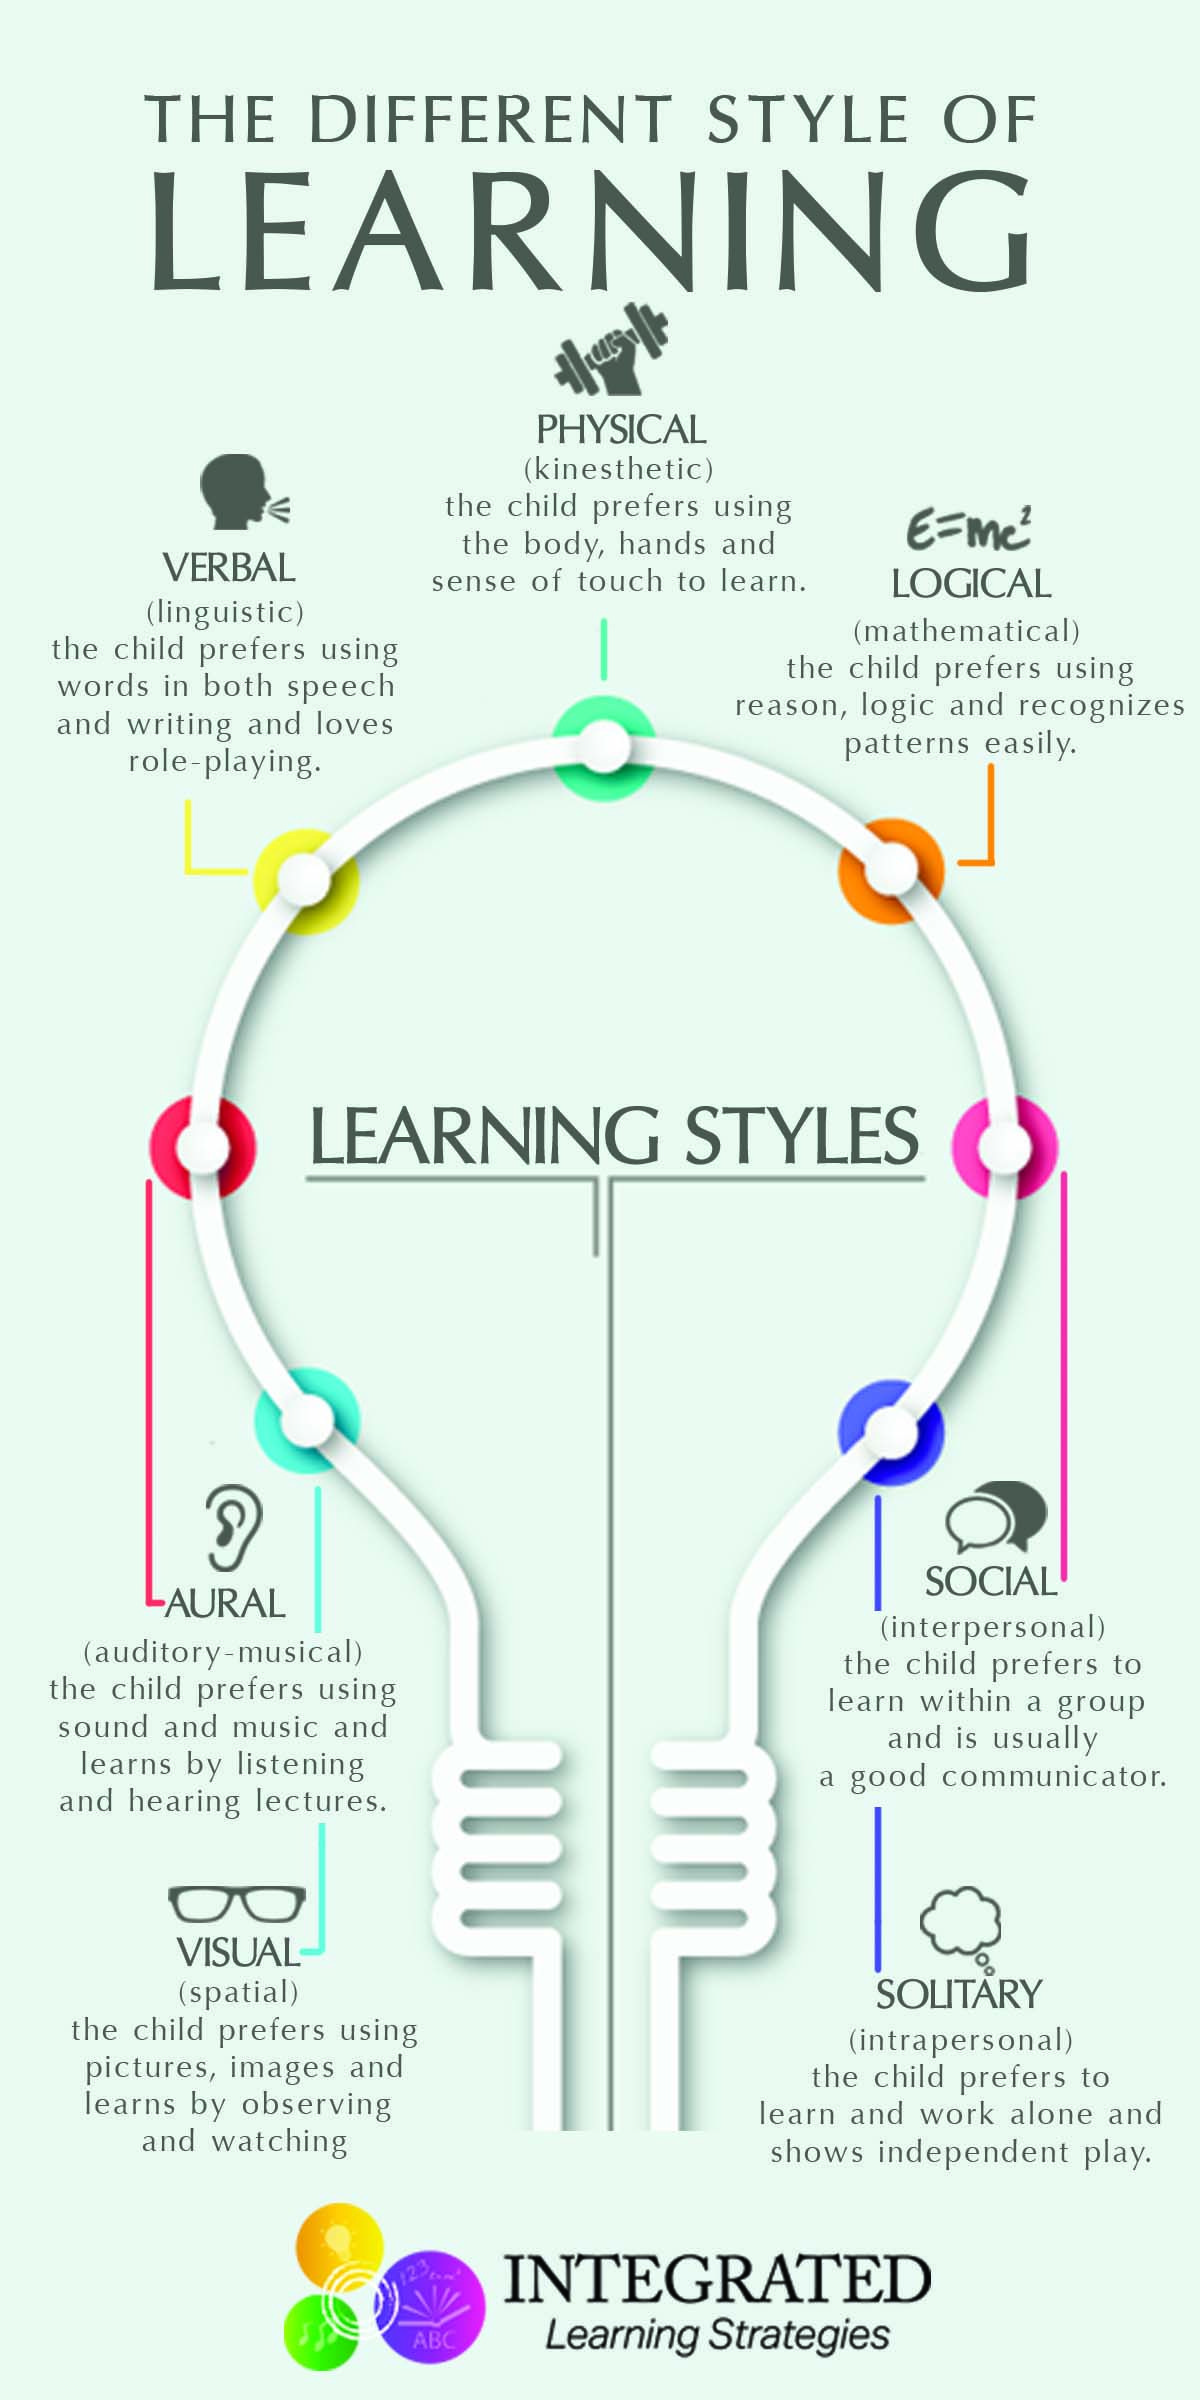 THE DIFFERENT STYLE OF
LEARNING
PHYSICAL
(kinesthetic)
the child prefers using
the body, hands and
sense of touch to learn.
VERBAL
(linguistic)
the child prefers using
words in both speech
and writing and loves
role-playing.
E=mc²
LOGICAL
(mathematical)
the child prefers using
reason, logic and recognizes
patterns easily.
LEARNING STYLES
AURAL
(auditory-musical)
the child prefers using
sound and music and
learns by listening
and hearing lectures.
SOCIAL
(interpersonal)
the child prefers to
learn within a group
and is usually
a good communicator.
VISUAL
(spatial)
the child prefers using
pictures, images and
learns by observing
and watching
SOLITARY
(intrapersonal)
the child prefers to
learn and work alone and
shows independent play.
123
ABC
INTEGRATED
Learning Strategies